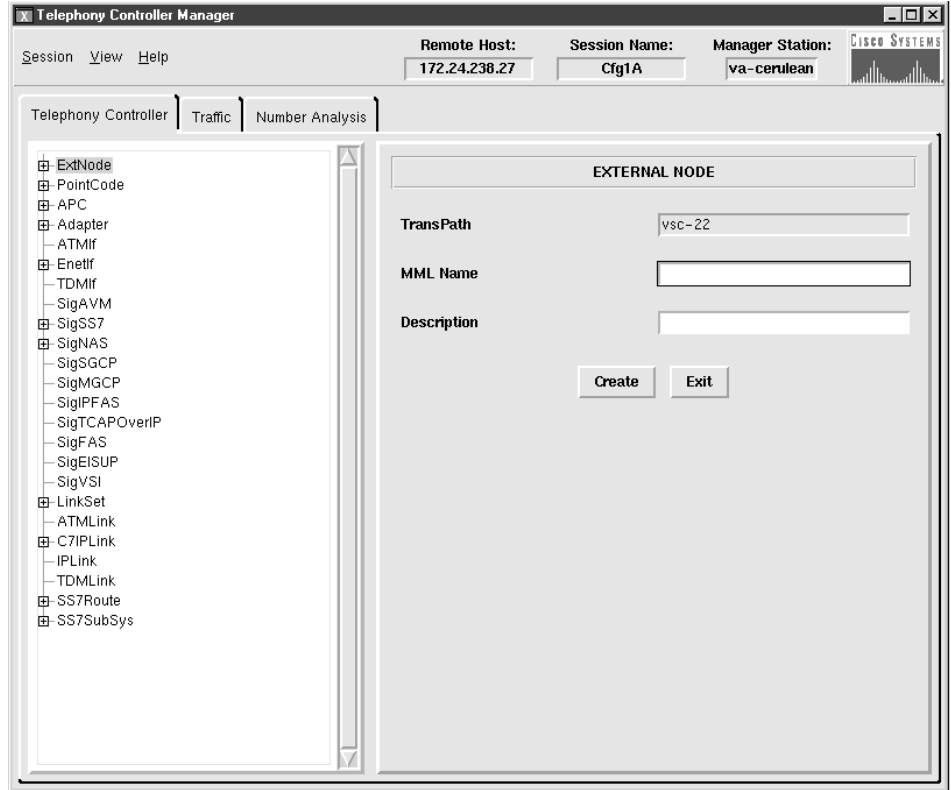 Telephony Controller Manager
Session View Help
Remote Host:
172.24.238.27
Session Name:
Cfg1A
Manager Station:
va-cerulean
CISCO SYSTEMS
Telephony Controller
Traffic
Number Analysis
ExtNode
PointCode
APC
Adapter
ATMIf
EnetIf
TDMIf
SigAVM
SigSS7
SigNAS
SigSGCP
SigMGCP
SigIPFAS
SigTCAPOverIP
SigFAS
SigEISUP
SigVSI
LinkSet
ATMLink
C7IPLink
IPLink
TDMLink
SS7Route
SS7SubSys
EXTERNAL NODE
TransPath vsc-22
MML Name
Description
Create Exit